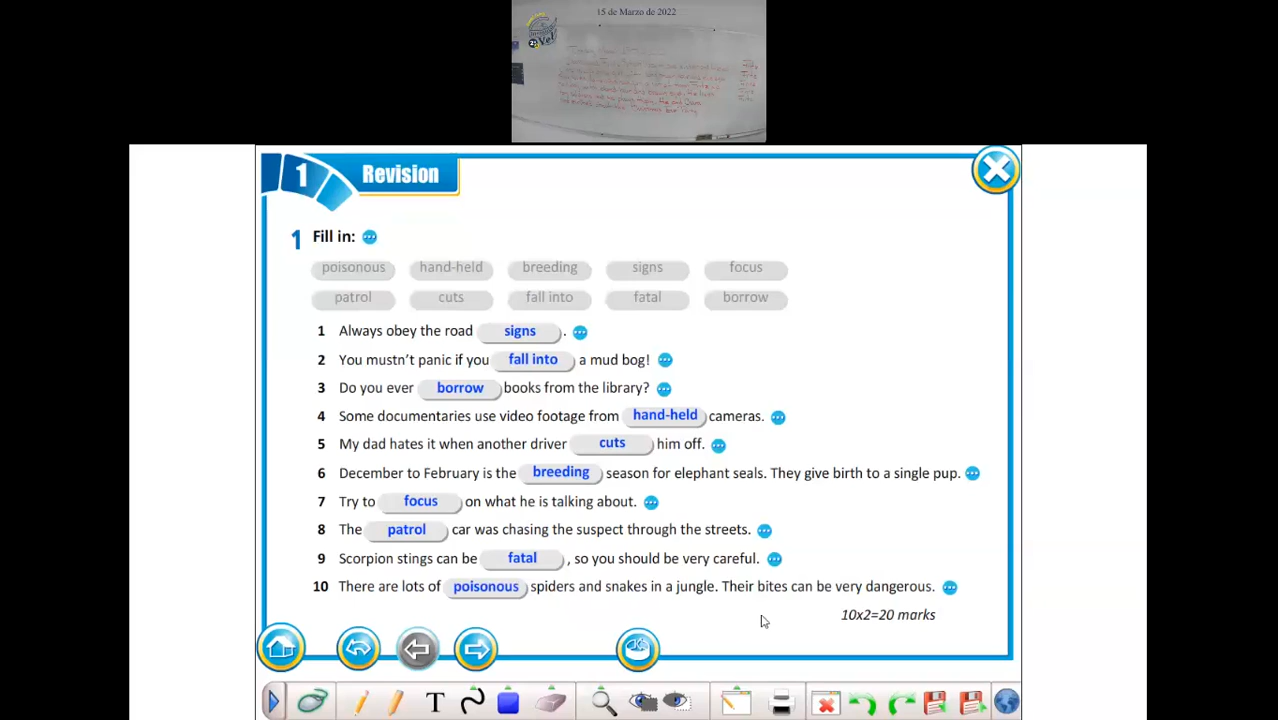 15 de Marzo de 2022
1 Revision
1 Fill in:
poisonous hand-held breeding signs focus
patrol cuts fall into fatal borrow
1 Always obey the road signs .
2 You mustn't panic if you fall into a mud bog!
3 Do you ever borrow books from the library?
4 Some documentaries use video footage from hand-held cameras.
5 My dad hates it when another driver cuts him off.
6 December to February is the breeding season for elephant seals. They give birth to a single pup.
7 Try to focus on what he is talking about.
8 The patrol car was chasing the suspect through the streets.
9 Scorpion stings can be fatal , so you should be very careful.
10 There are lots of poisonous spiders and snakes in a jungle. Their bites can be very dangerous.
10x2=20 marks
T